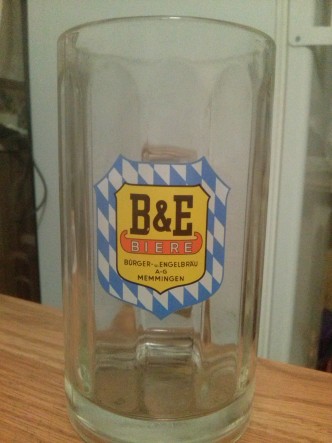 B&E
BIERE
BÜRGER- u. ENGELBRÄU
A-G
MEMMINGEN